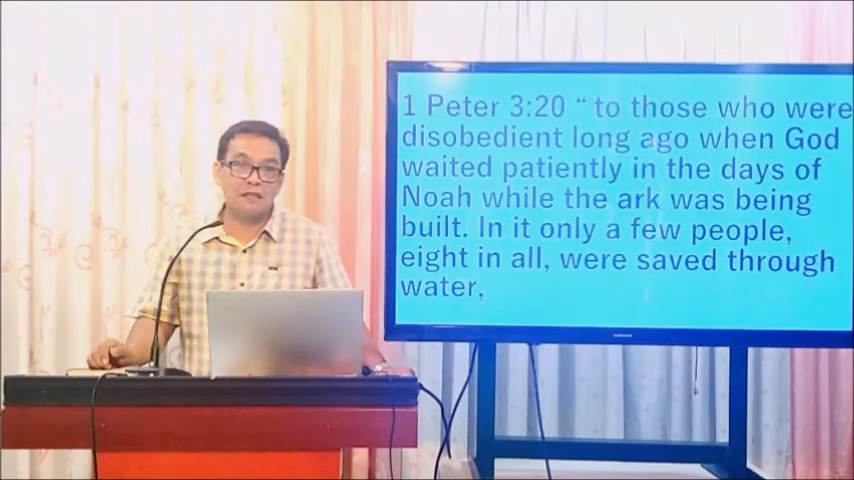 1 Peter 3:20 “ to those who were
disobedient long ago when God
waited patiently in the days of
Noah while the ark was being
built. In it only a few people,
eight in all, were saved through
water,